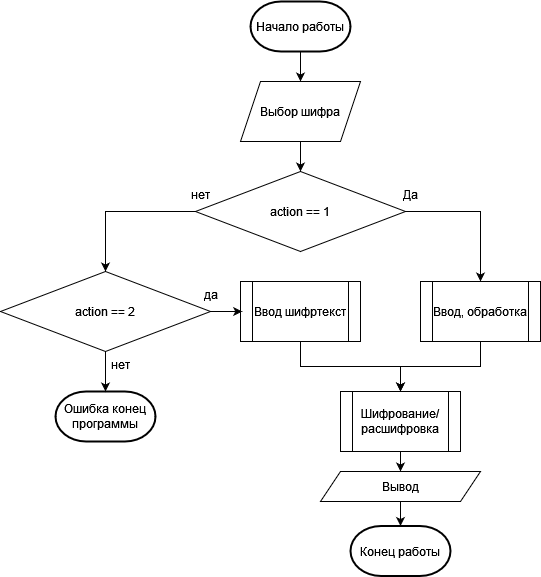 Начало работы
Выбор шифра
нет
Да
action == 1
action == 2
да
Ввод шифртекст
Ввод, обработка
нет
Ошибка конец
программы
Шифрование/
расшифровка
Вывод
Конец работы